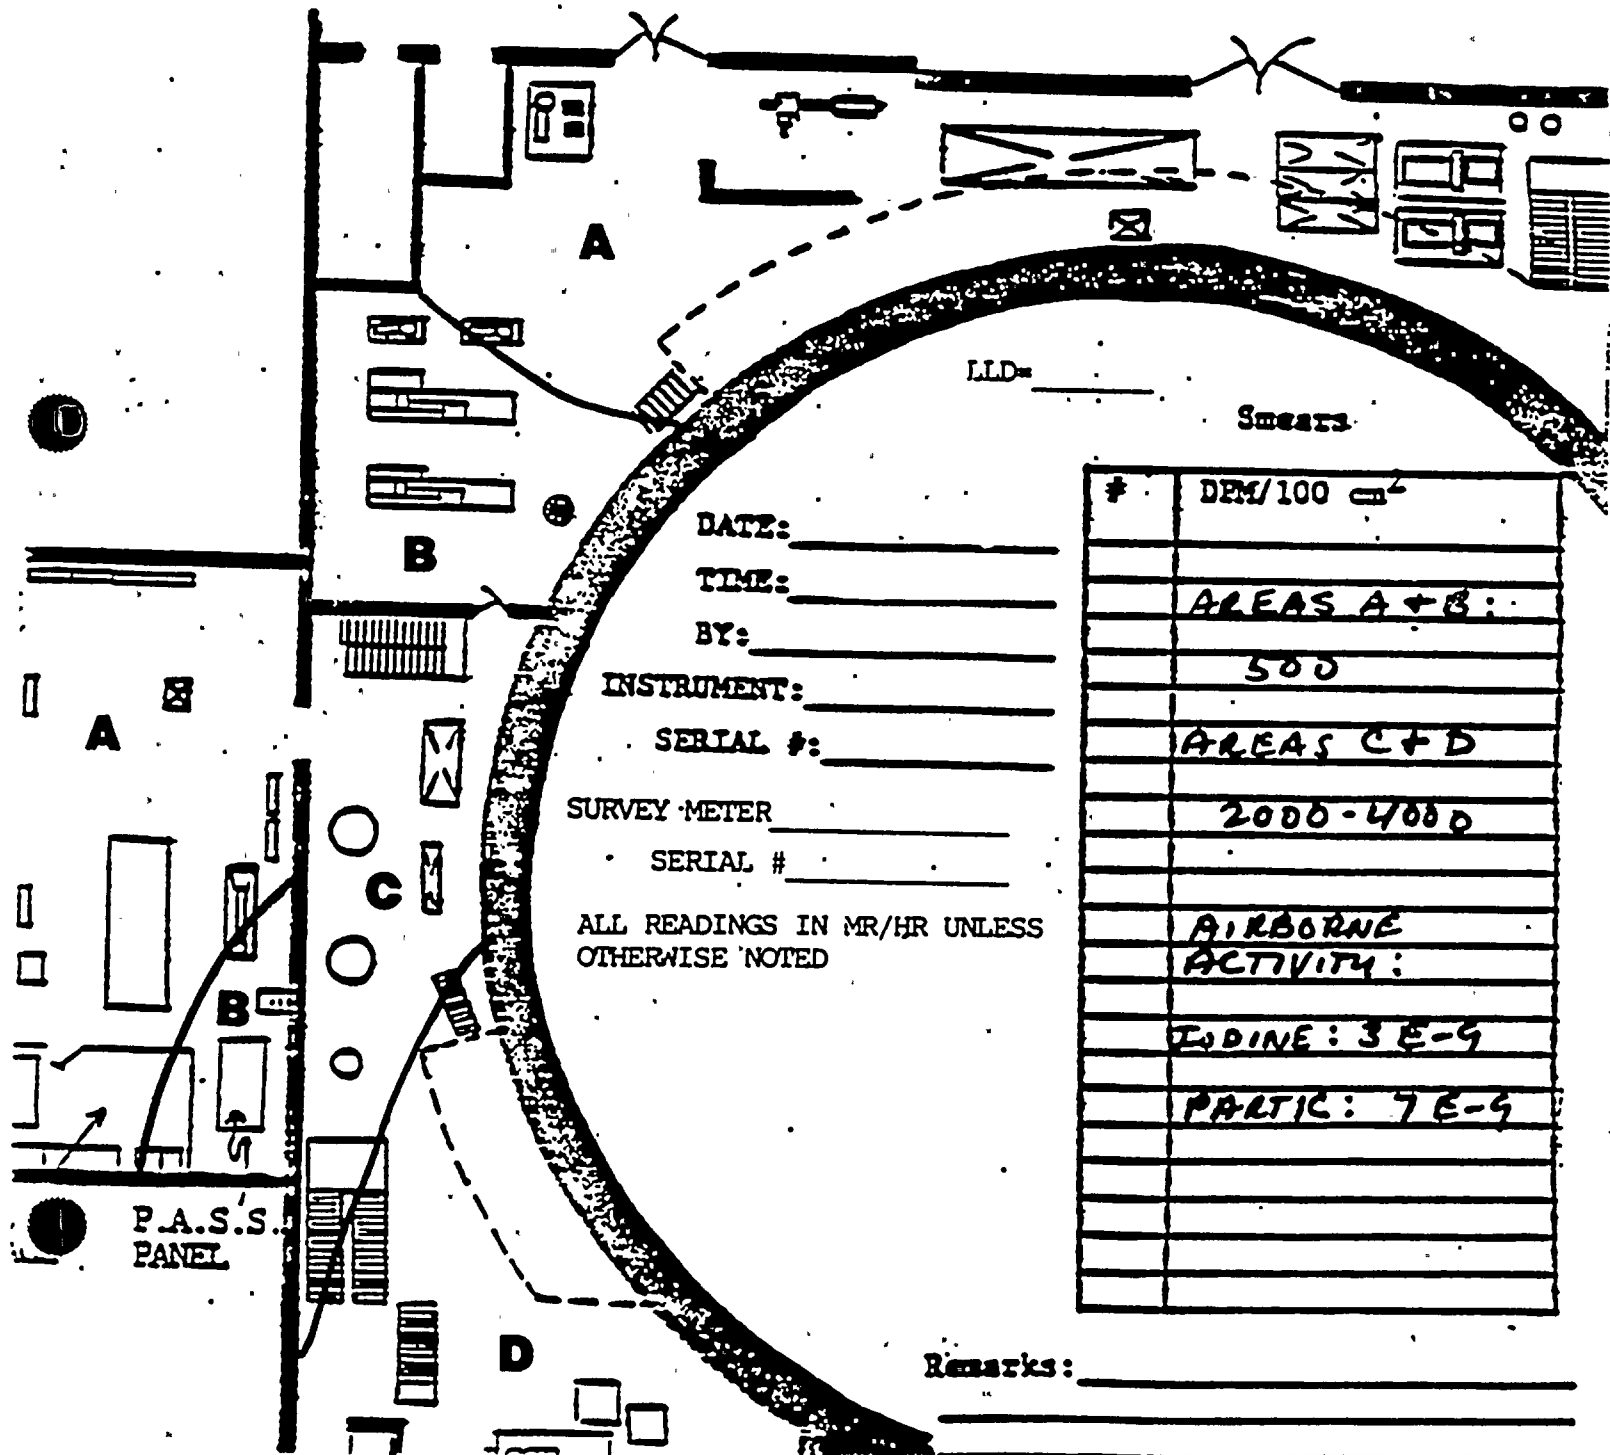 A
LLD=
Smears
# DPM/100 cm²
DATE:
B
TIME:
AREAS A + B:
BY:
500
INSTRUMENT:
A
SERIAL #:
AREAS C + D
SURVEY METER
2000-4000
SERIAL #
C
ALL READINGS IN MR/HR UNLESS
OTHERWISE NOTED
AIRBORNE
ACTIVITY:
B
IODINE: 3 E-9
PARTIC: 7 E-9
P.A.S.S.
PANEL
D
Remarks: